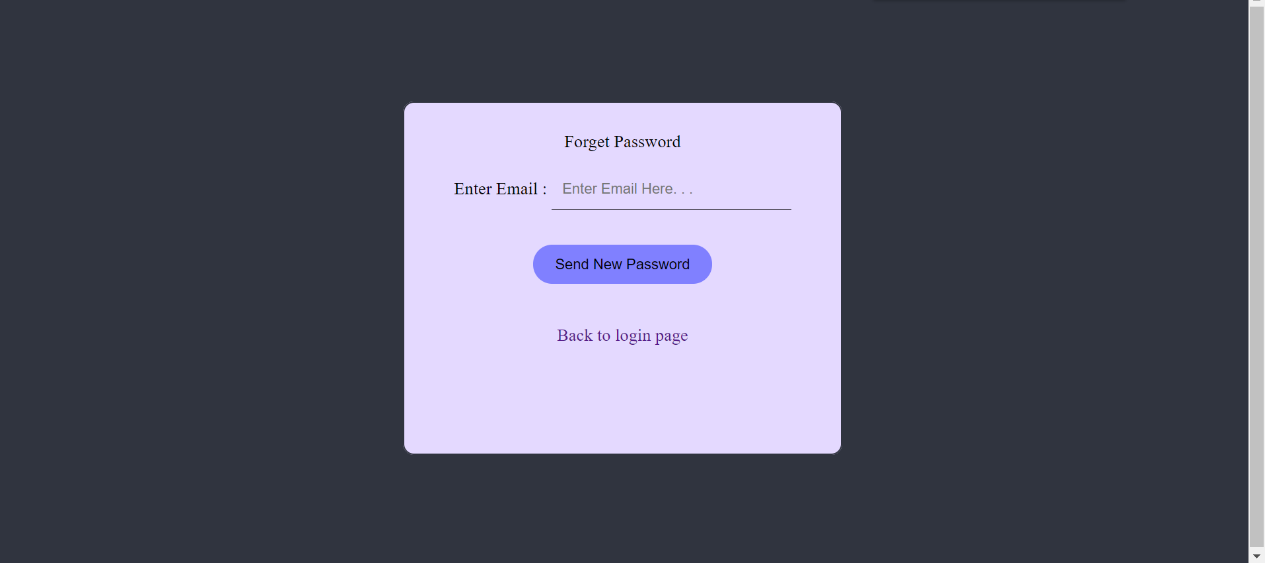 Forget Password
Enter Email : Enter Email Here. . .
Send New Password
Back to login page